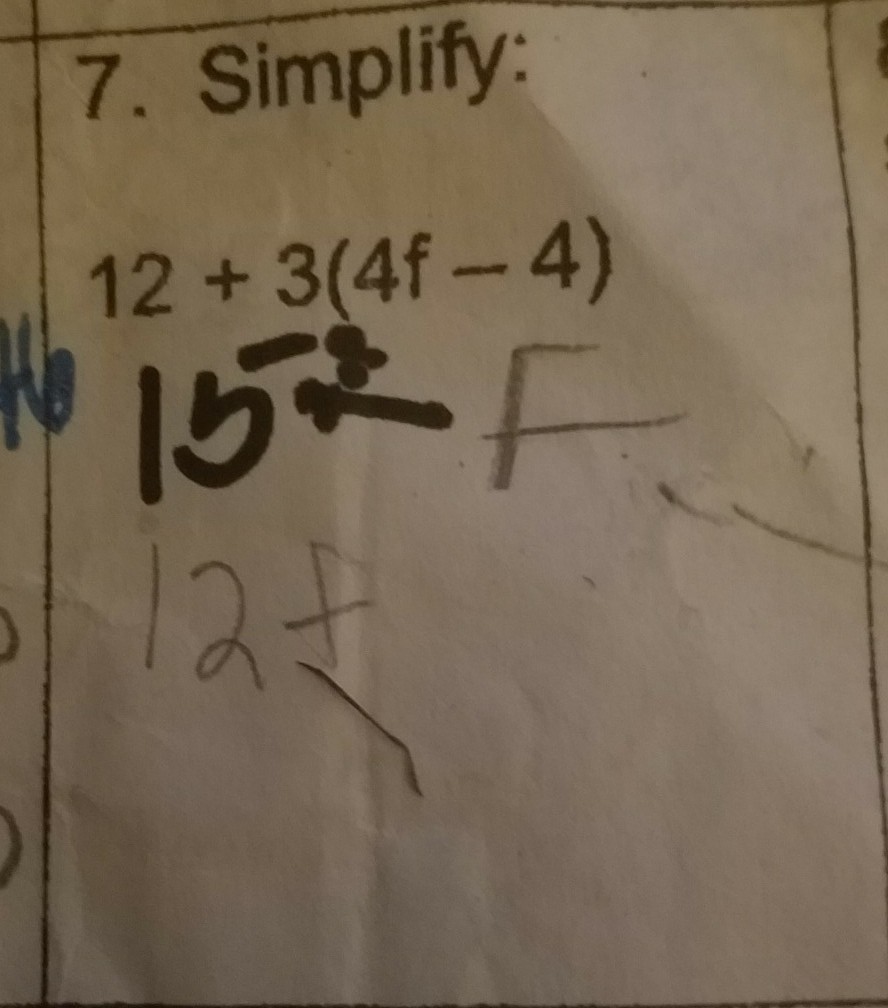 7. Simplify:
12 + 3(4f – 4)
15
F
12f